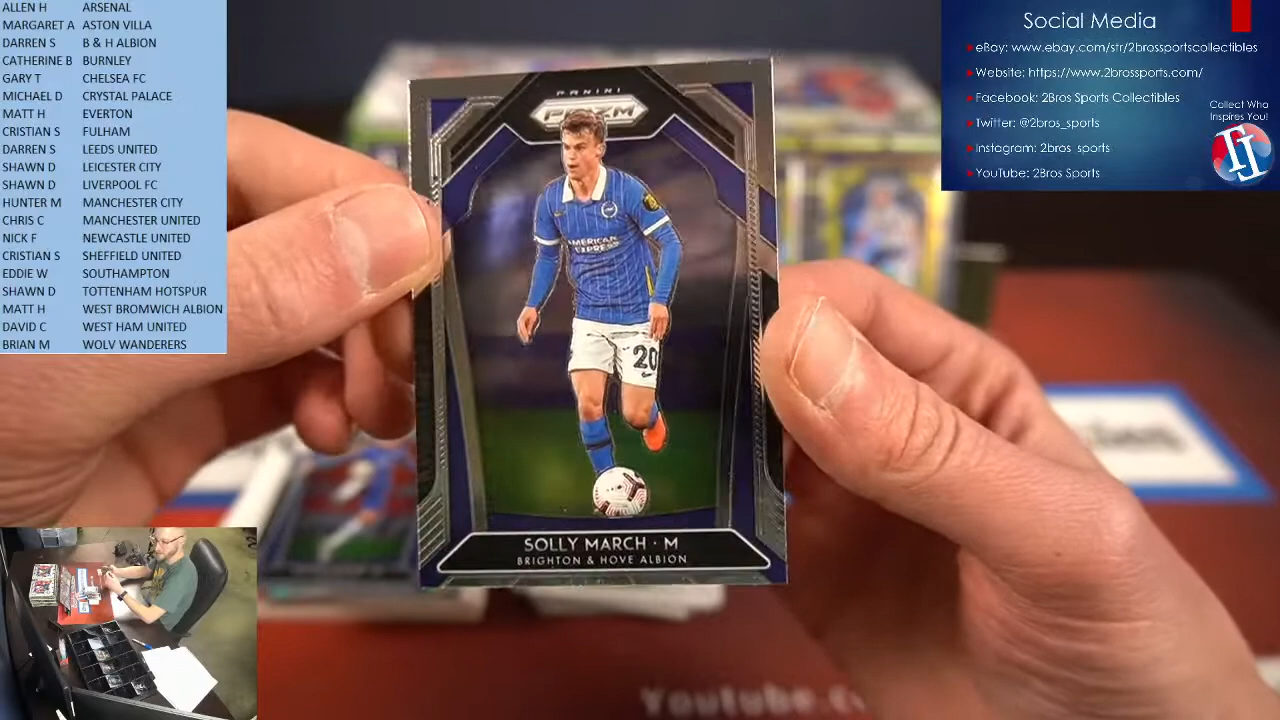 ALLEN H ARSENAL
MARGARET A ASTON VILLA
DARREN S B & H ALBION
CATHERINE B BURNLEY
GARY T CHELSEA FC
MICHAEL D CRYSTAL PALACE
MATT H EVERTON
CRISTIAN S FULHAM
DARREN S LEEDS UNITED
SHAWN D LEICESTER CITY
SHAWN D LIVERPOOL FC
HUNTER M MANCHESTER CITY
CHRIS C MANCHESTER UNITED
NICK F NEWCASTLE UNITED
CRISTIAN S SHEFFIELD UNITED
EDDIE W SOUTHAMPTON
SHAWN D TOTTENHAM HOTSPUR
MATT H WEST BROMWICH ALBION
DAVID C WEST HAM UNITED
BRIAN M WOLV WANDERERS
PANINI
PRIZM
AMERICAN
EXPRESS
20
SOLLY MARCH · M
BRIGHTON & HOVE ALBION
Social Media
eBay: www.ebay.com/str/2brossportscollectibles
Website: https://www.2brossports.com/
Facebook: 2Bros Sports Collectibles
Twitter: @2bros_sports
Instagram: 2bros_sports
YouTube: 2Bros Sports
Collect Who
Inspires You!
Youtube.c